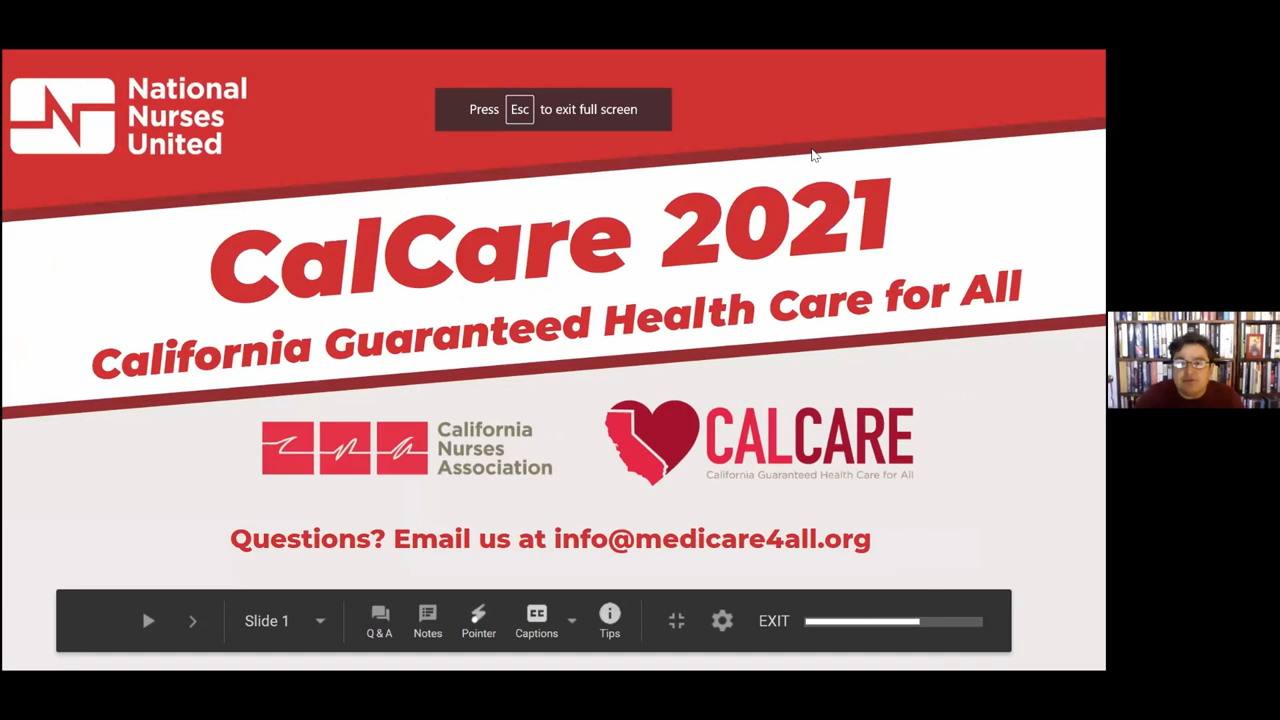 National
Nurses
United
Press Esc to exit full screen
CalCare 2021
California Guaranteed Health Care for All
California
Nurses
Association
CALCARE
California Guaranteed Health Care for All
Questions? Email us at info@medicare4all.org
Slide 1
Q & A
Notes
Pointer
CC
Captions
Tips
EXIT